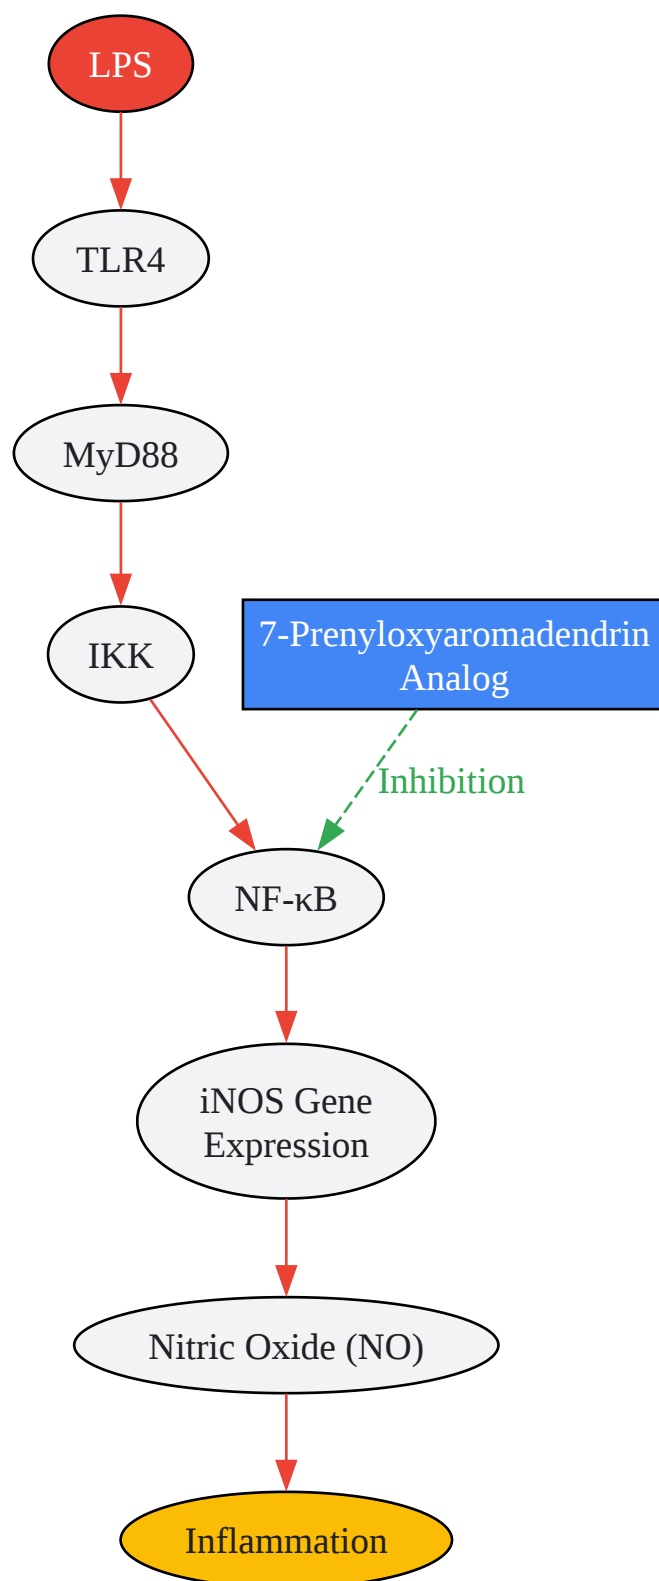 LPS
TLR4
MyD88
IKK
7-Prenyloxyaromadendrin
Analog
Inhibition
NF-κB
iNOS Gene
Expression
Nitric Oxide (NO)
Inflammation